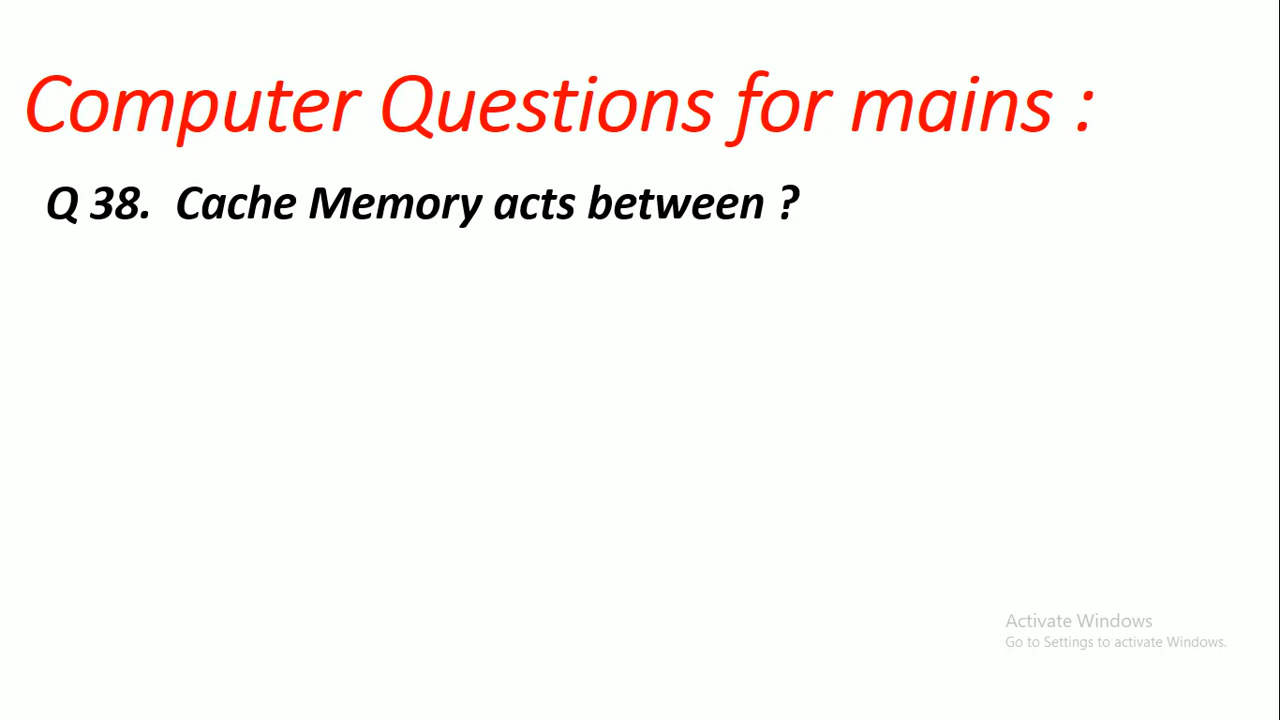 Computer Questions for mains :
Q 38. Cache Memory acts between ?
Activate Windows
Go to Settings to activate Windows.